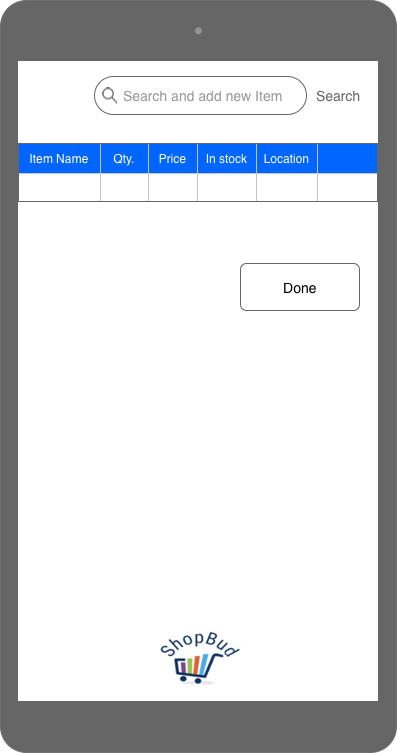 Search and add new Item Search
Item Name Qty. Price In stock Location
Done
ShopBud